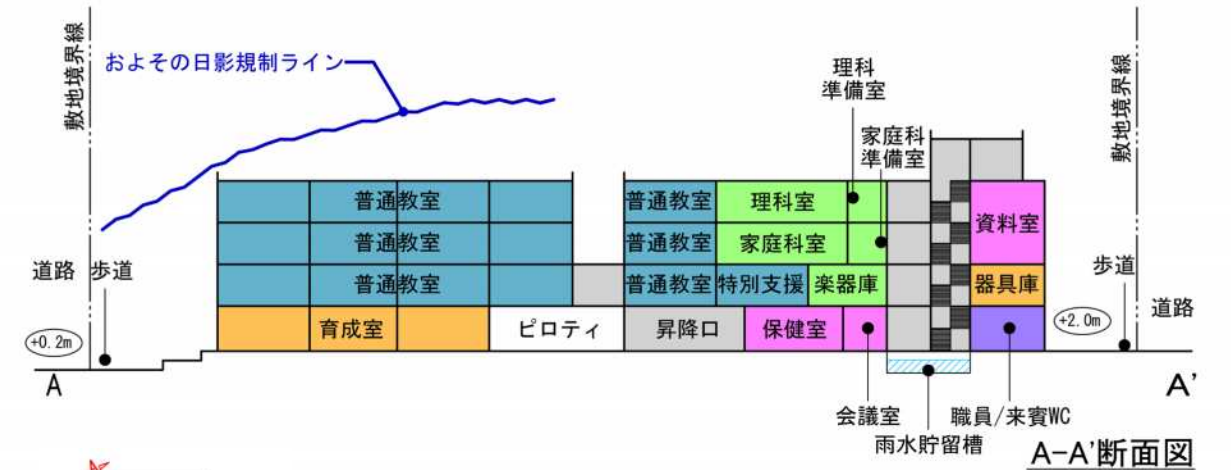 敷地境界線
およその日影規制ライン
理科
準備室
家庭科
準備室
敷地境界線
普通教室
普通教室
理科室
資料室
普通教室
普通教室
家庭科室
道路
歩道
普通教室
普通教室
特別支援
楽器庫
器具庫
歩道
道路
+0.2m
育成室
ピロティ
昇降口
保健室
+2.0m
A
A'
会議室
職員/来賓WC
雨水貯留槽
A-A'断面図